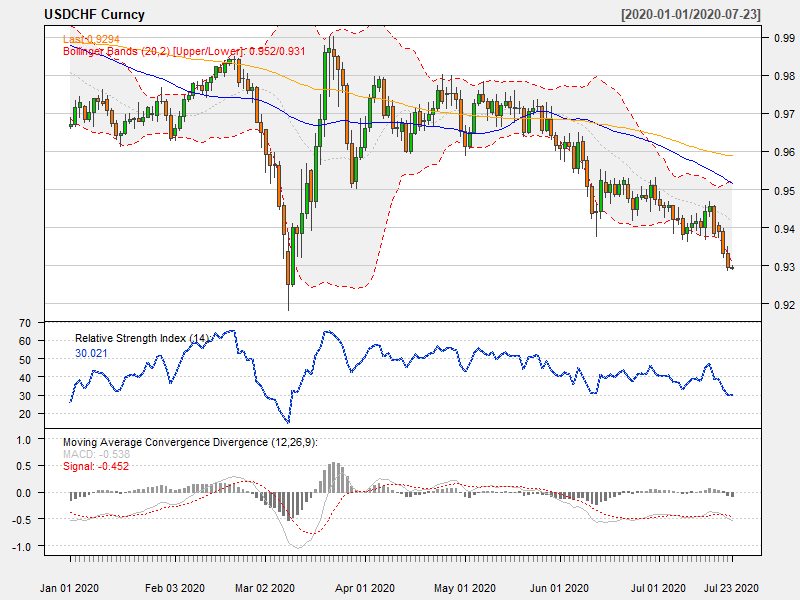 USDCHF Curncy [2020-01-01/2020-07-23]
Last 0.9294
Bollinger Bands (20,2) [Upper/Lower]: 0.952/0.931
0.99
0.98
0.97
0.96
0.95
0.94
0.93
0.92
Relative Strength Index (14):
30.021
70
60
50
40
30
20
Moving Average Convergence Divergence (12,26,9):
MACD: -0.538
Signal: -0.452
1.0
0.5
0.0
-0.5
-1.0
Jan 01 2020 Feb 03 2020 Mar 02 2020 Apr 01 2020 May 01 2020 Jun 01 2020 Jul 01 2020 Jul 23 2020